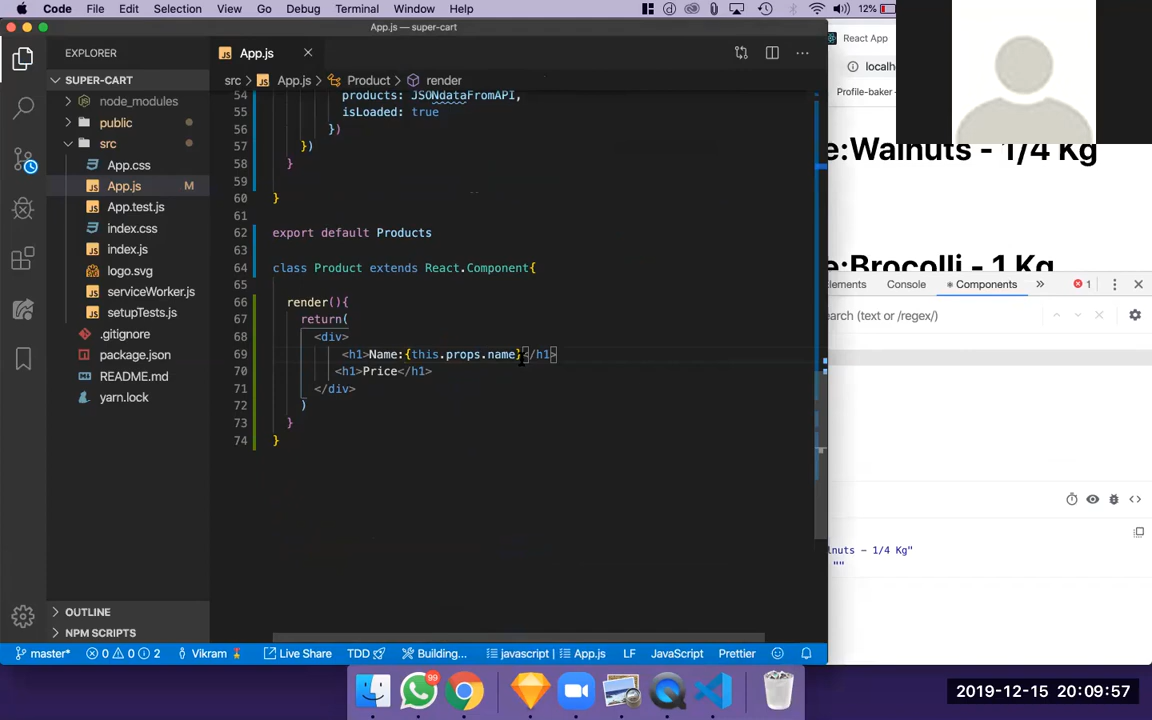 Code File Edit Selection View Go Debug Terminal Window Help 12%
App.js — super-cart
EXPLORER
App.js
SUPER-CART
node_modules
public
src
App.css
App.js M
App.test.js
index.css
index.js
logo.svg
serviceWorker.js
setupTests.js
.gitignore
package.json
README.md
yarn.lock
OUTLINE
NPM SCRIPTS
src > App.js > Product > render
54 products: JSONdataFromAPI,
55 isLoaded: true
56 })
57 })
58 }
59
60 }
61
62 export default Products
63
64 class Product extends React.Component{
65
66 render(){
67 return(
68 <div>
69 <h1>Name:{this.props.name}</h1>
70 <h1>Price</h1>
71 </div>
72 )
73 }
74 }
master* 0 0 2 Vikram Live Share TDD Building... javascript | App.js LF JavaScript Prettier
React App
localh
Profile-baker -
e:Walnuts - 1/4 Kg
e:Brocolli - 1 Kg
lements Console Components » 1
earch (text or /regex/)
lnuts – 1/4 Kg"
""
99
2019-12-15 20:09:57